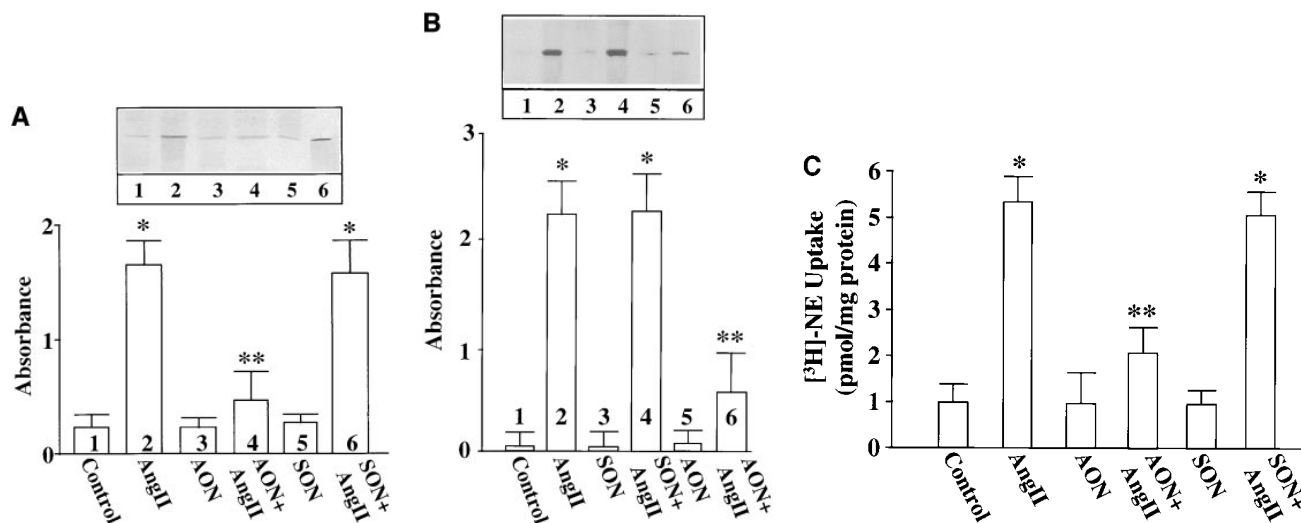 A
1 2 3 4 5 6
2
1
0
Absorbance
* ** *
1 2 3 4 5 6
Control
AngII
AON
AON+
AngII
SON
SON+
AngII
B
1 2 3 4 5 6
3
2
1
0
Absorbance
* * **
1 2 3 4 5 6
Control
AngII
SON
SON+
AngII
AON
AON+
AngII
C
6
5
4
3
2
1
0
[³H]-NE Uptake
(pmol/mg protein)
* ** *
Control
AngII
AON
AON+
AngII
SON
SON+
AngII